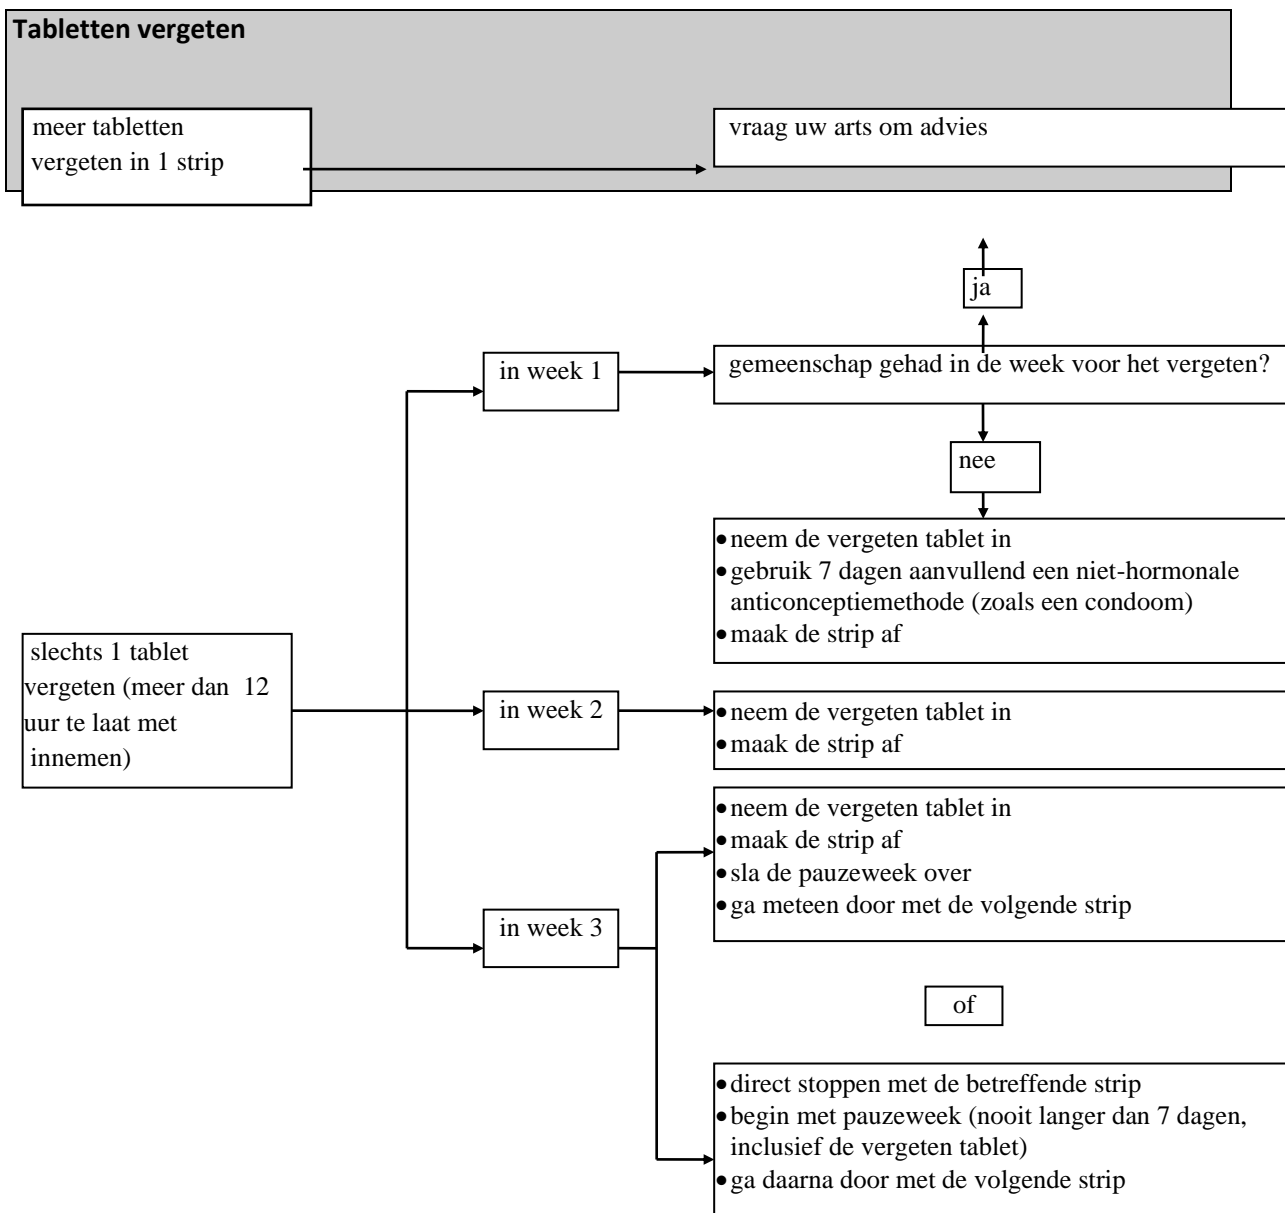 Tabletten vergeten
meer tabletten
vergeten in 1 strip
vraag uw arts om advies
ja
in week 1
gemeenschap gehad in de week voor het vergeten?
nee
• neem de vergeten tablet in
• gebruik 7 dagen aanvullend een niet-hormonale
anticonceptiemethode (zoals een condoom)
• maak de strip af
slechts 1 tablet
vergeten (meer dan 12
uur te laat met
innemen)
in week 2
• neem de vergeten tablet in
• maak de strip af
in week 3
• neem de vergeten tablet in
• maak de strip af
• sla de pauzeweek over
• ga meteen door met de volgende strip
of
• direct stoppen met de betreffende strip
• begin met pauzeweek (nooit langer dan 7 dagen,
inclusief de vergeten tablet)
• ga daarna door met de volgende strip